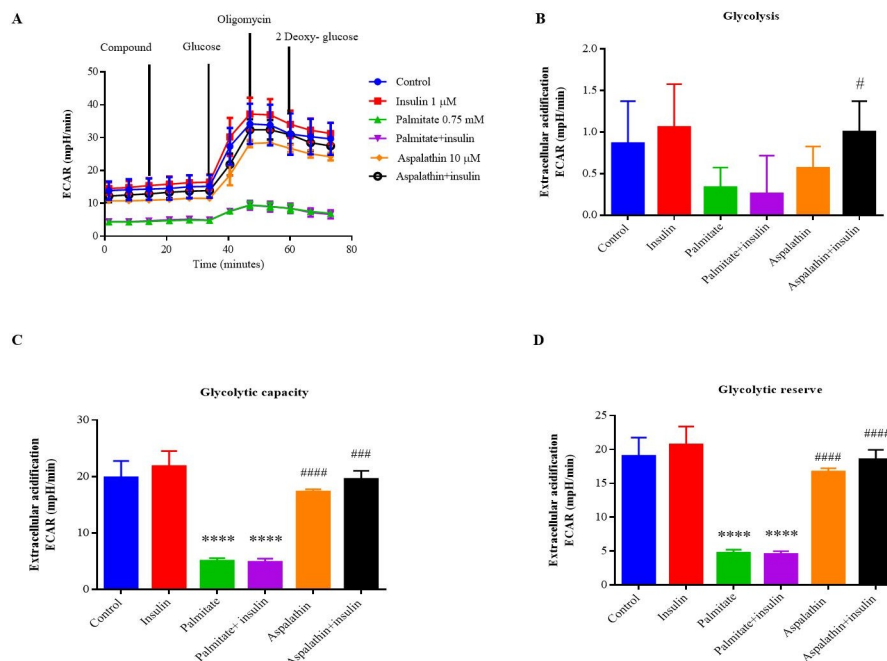 A
Oligomycin
Compound
Glucose
2 Deoxy- glucose
50
40
30
20
10
0
ECAR (mpH/min)
0
20
40
60
80
Time (minutes)
Control
Insulin 1 μM
Palmitate 0.75 mM
Palmitate+insulin
Aspalathin 10 μM
Aspalathin+insulin
B
Glycolysis
Extracellular acidification
ECAR (mpH/min)
2.0
1.5
1.0
0.5
0.0
#
Control
Insulin
Palmitate
Palmitate+insulin
Aspalathin
Aspalathin+insulin
C
Glycolytic capacity
Extracellular acidification
ECAR (mpH/min)
30
20
10
0
****
****
####
###
Control
Insulin
Palmitate
Palmitate+insulin
Aspalathin
Aspalathin+insulin
D
Glycolytic reserve
Extracellular acidification
ECAR (mpH/min)
25
20
15
10
5
0
****
****
####
####
Control
Insulin
Palmitate
Palmitate+insulin
Aspalathin
Aspalathin+insulin